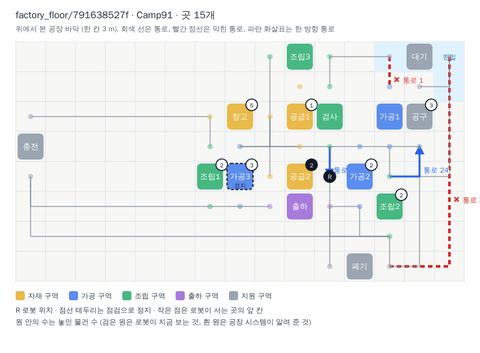 factory_floor/791638527f · Camp91 · 곳 15개
위에서 본 공장 바닥 (한 칸 3 m). 회색 선은 통로, 빨간 점선은 막힌 통로, 파란 화살표는 한 방향 통로
조립3
대기
진입
✖ 통로 1
창고
5
공급1
1
검사
가공1
공구
3
충전
조립1
2
가공3
3
정지
공급2
2
R
통로
가공2
2
통로 24
출하
조립2
2
✖ 통로
폐기
자재 구역
가공 구역
조립 구역
출하 구역
지원 구역
R 로봇 위치 · 점선 테두리는 점검으로 정지 · 작은 점은 로봇이 서는 곳의 앞 칸
원 안의 수는 놓인 물건 수 (검은 원은 로봇이 지금 보는 것, 흰 원은 공장 시스템이 알려 준 것)